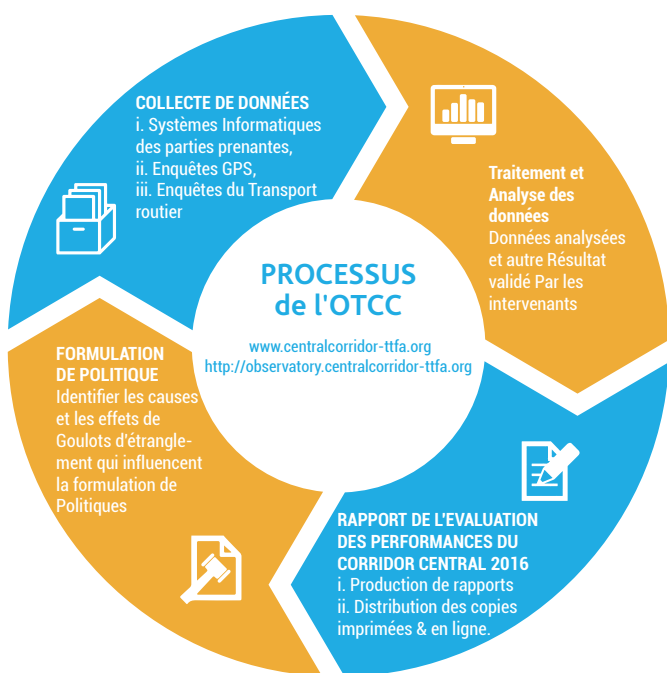 COLLECTE DE DONNÉES
i. Systèmes Informatiques
des parties prenantes,
ii. Enquêtes GPS,
iii. Enquêtes du Transport
routier
Traitement et
Analyse des
données
Données analysées
et autre Résultat
validé Par les
intervenants
PROCESSUS
de l'OTCC
www.centralcorridor-ttfa.org
http://observatory.centralcorridor-ttfa.org
RAPPORT DE L'EVALUATION
DES PERFORMANCES DU
CORRIDOR CENTRAL 2016
i. Production de rapports
ii. Distribution des copies
imprimées & en ligne.
FORMULATION
DE POLITIQUE
Identifier les causes
et les effets de
Goulots d'étrangle-
ment qui influencent
la formulation de
Politiques